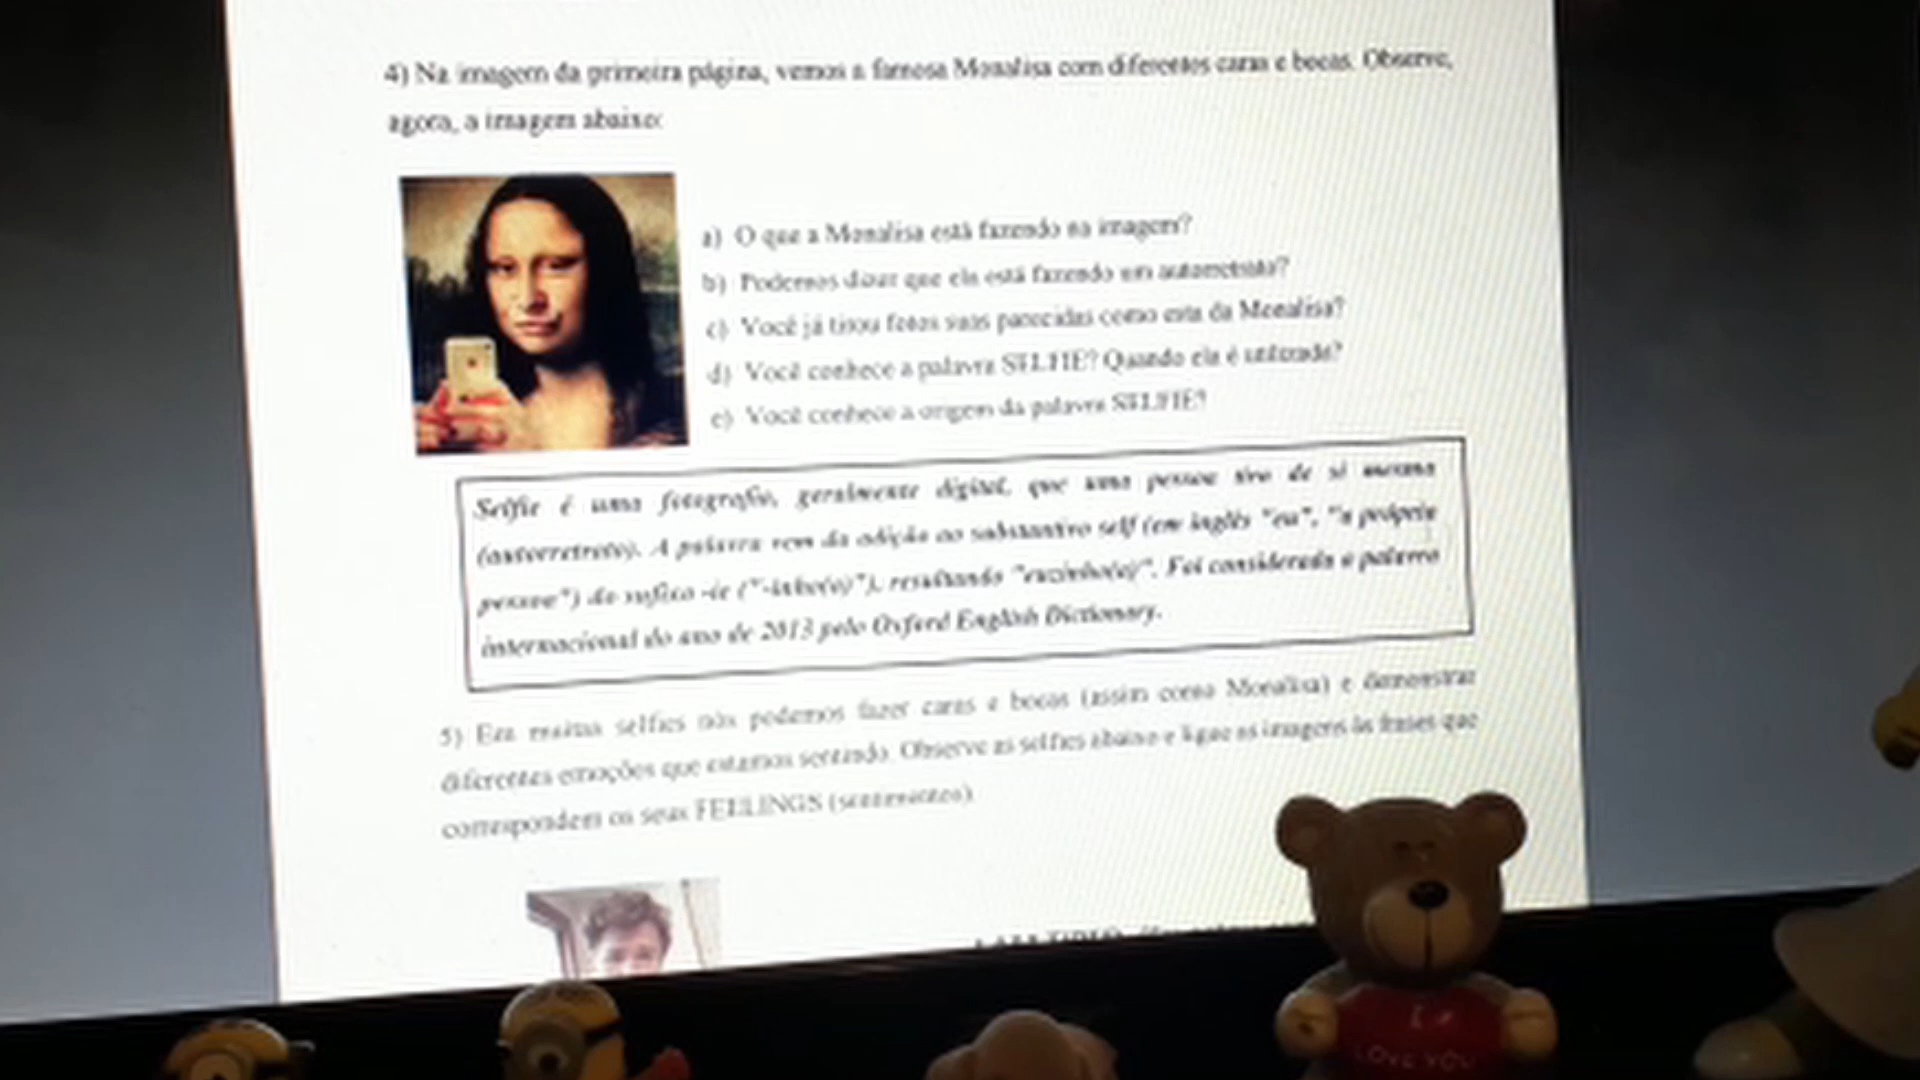 4) Na imagem da primeira página, vemos a famosa Monalisa com diferentes caras e bocas. Observe,
agora, a imagem abaixo:
a) O que a Monalisa está fazendo na imagem?
b) Podemos dizer que ela está fazendo um autorretrato?
c) Você já tirou fotos suas parecidas como esta da Monalisa?
d) Você conhece a palavra SELFIE? Quando ela é utilizada?
e) Você conhece a origem da palavra SELFIE?
Selfie é uma fotografia, geralmente digital, que uma pessoa tira de si mesma
(autorretrato). A palavra vem da adição ao substantivo self (em inglês "eu", "a própria
pessoa") do sufixo -ie ("-inho(a)"), resultando "euzinho(a)". Foi considerada a palavra
internacional do ano de 2013 pelo Oxford English Dictionary.
5) Em nossas selfies nós podemos fazer caras e bocas (assim como Monalisa) e demonstrar
diferentes emoções que estamos sentindo. Observe as selfies abaixo e ligue as imagens às frases que
correspondem os seus FEELINGS (sentimentos).
I
LOVE YOU